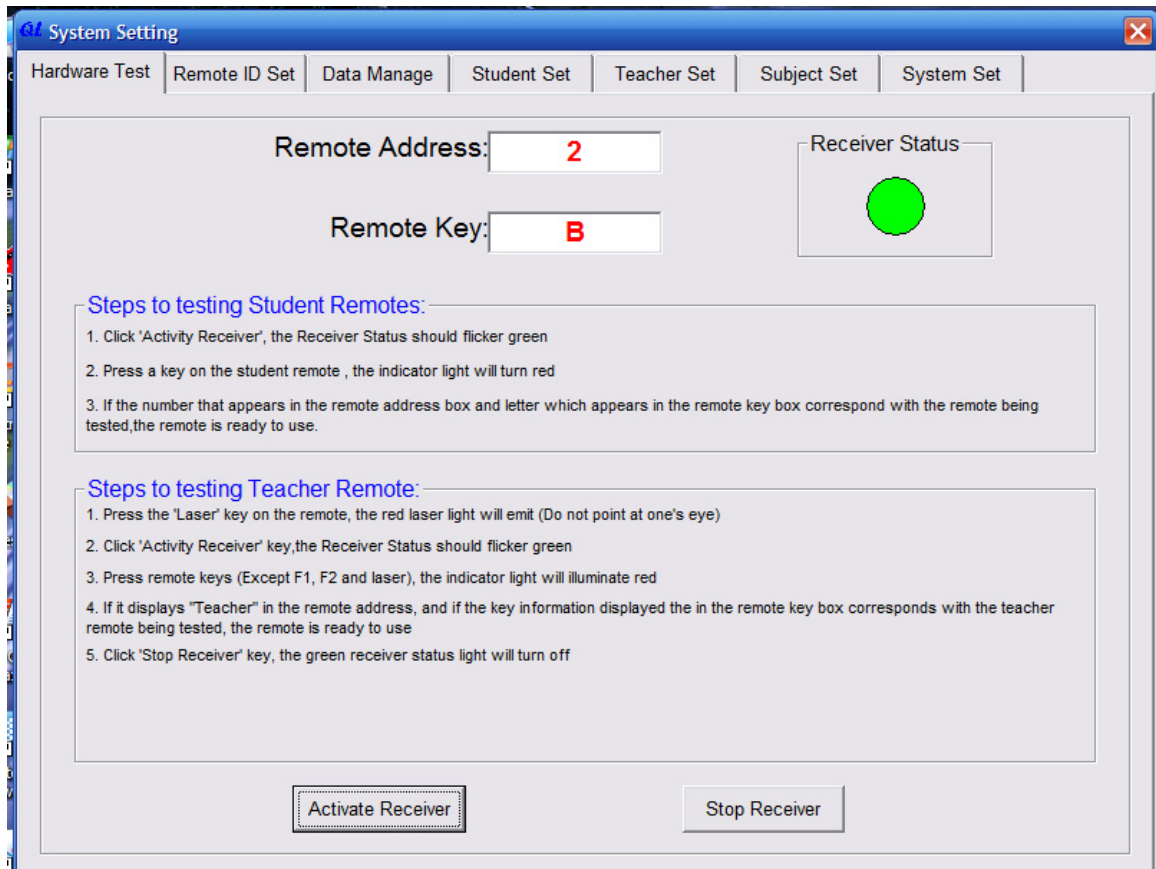 QI System Setting
Hardware Test Remote ID Set Data Manage Student Set Teacher Set Subject Set System Set
Remote Address: 2
Receiver Status
Remote Key: B
Steps to testing Student Remotes:
1. Click 'Activity Receiver', the Receiver Status should flicker green
2. Press a key on the student remote , the indicator light will turn red
3. If the number that appears in the remote address box and letter which appears in the remote key box correspond with the remote being
tested,the remote is ready to use.
Steps to testing Teacher Remote:
1. Press the 'Laser' key on the remote, the red laser light will emit (Do not point at one's eye)
2. Click 'Activity Receiver' key,the Receiver Status should flicker green
3. Press remote keys (Except F1, F2 and laser), the indicator light will illuminate red
4. If it displays "Teacher" in the remote address, and if the key information displayed the in the remote key box corresponds with the teacher
remote being tested, the remote is ready to use
5. Click 'Stop Receiver' key, the green receiver status light will turn off
Activate Receiver Stop Receiver